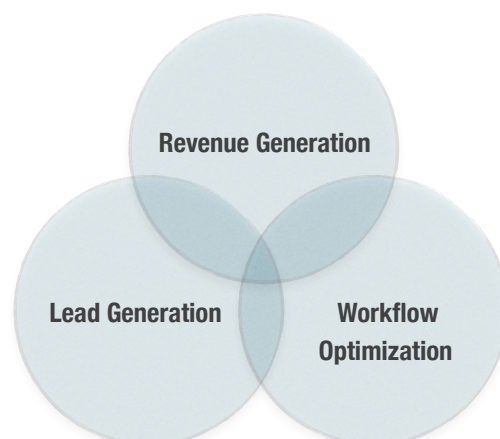 Revenue Generation
Lead Generation
Workflow
Optimization